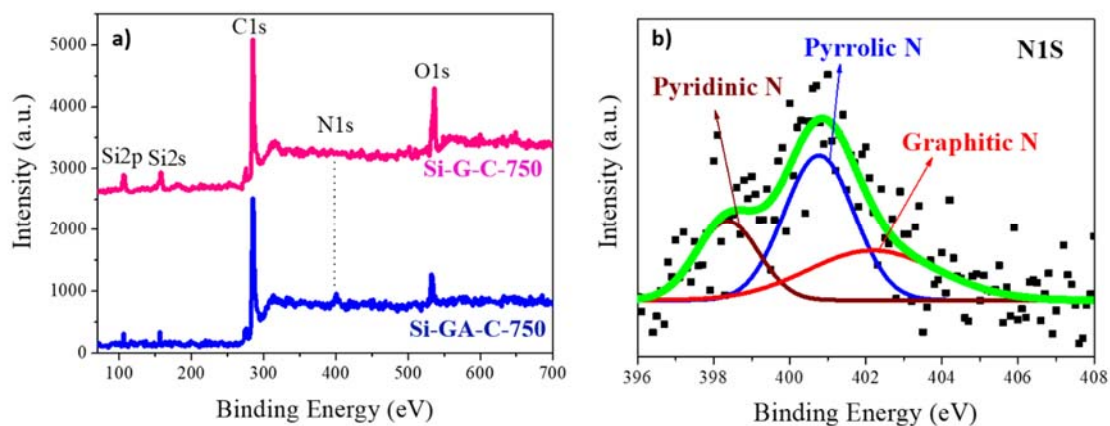 a)
C1s
O1s
N1s
Si2p
Si2s
Si-G-C-750
Si-GA-C-750
5000
4000
3000
2000
1000
0
100 200 300 400 500 600 700
Intensity (a.u.)
Binding Energy (eV)
b)
Pyrrolic N
N1S
Pyridinic N
Graphitic N
Intensity (a.u.)
396 398 400 402 404 406 408
Binding Energy (eV)